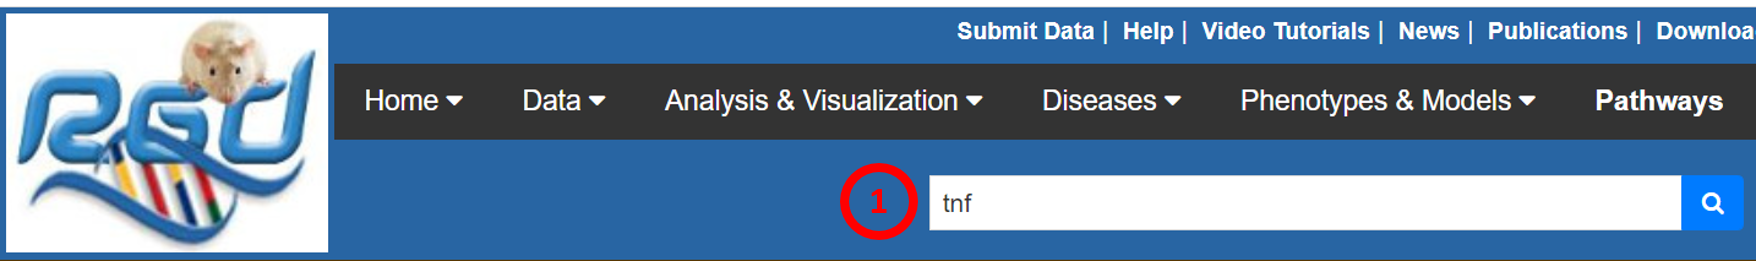 RGD
Submit Data | Help | Video Tutorials | News | Publications | Downloa
Home Data Analysis & Visualization Diseases Phenotypes & Models Pathways
1 tnf